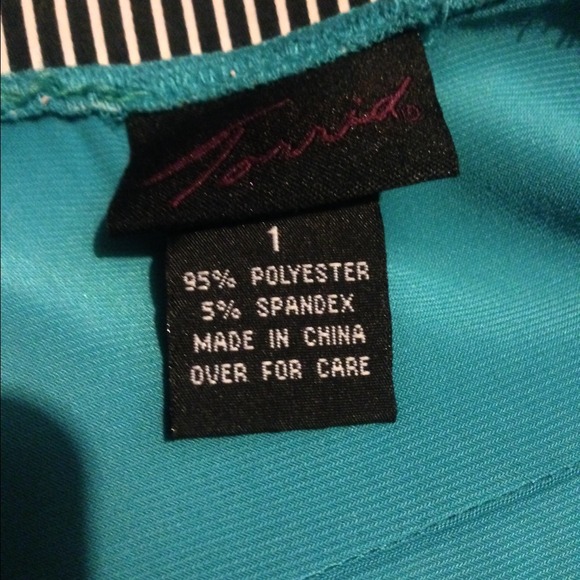 Torrid®
1
95% POLYESTER
5% SPANDEX
MADE IN CHINA
OVER FOR CARE